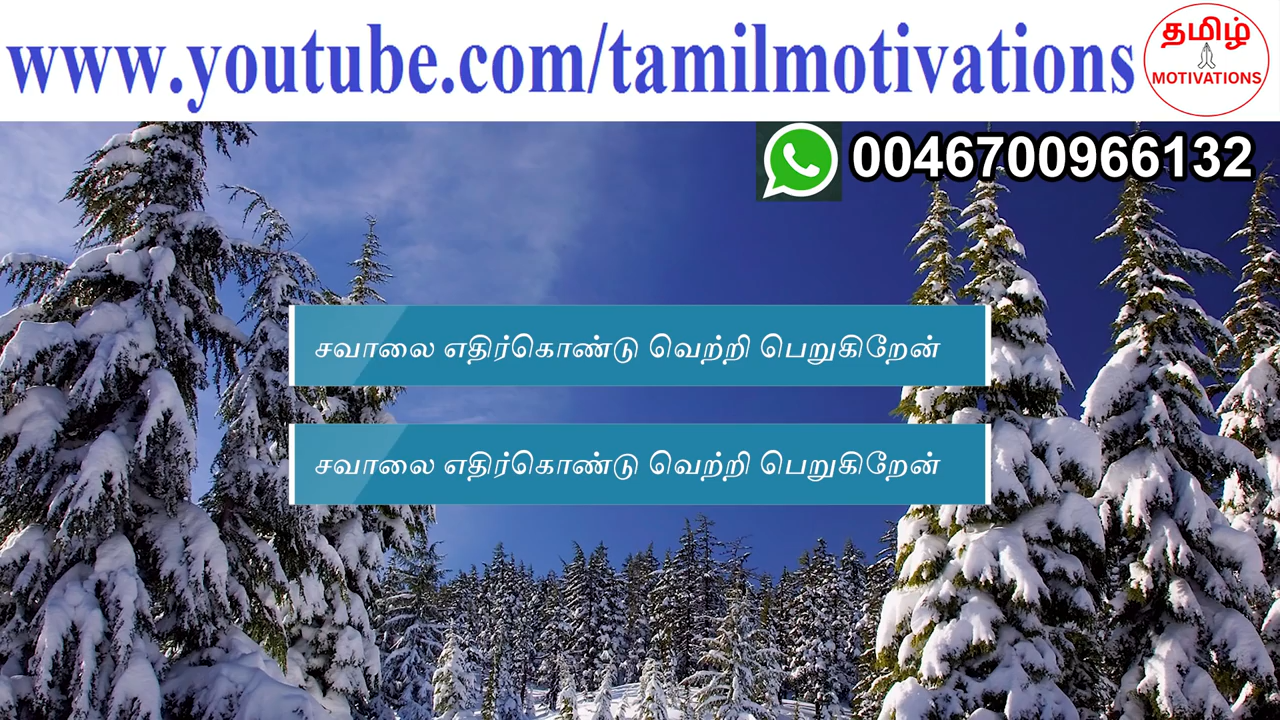 www.youtube.com/tamilmotivations
தமிழ்
MOTIVATIONS
0046700966132
சவாலை எதிர்கொண்டு வெற்றி பெறுகிறேன்
சவாலை எதிர்கொண்டு வெற்றி பெறுகிறேன்